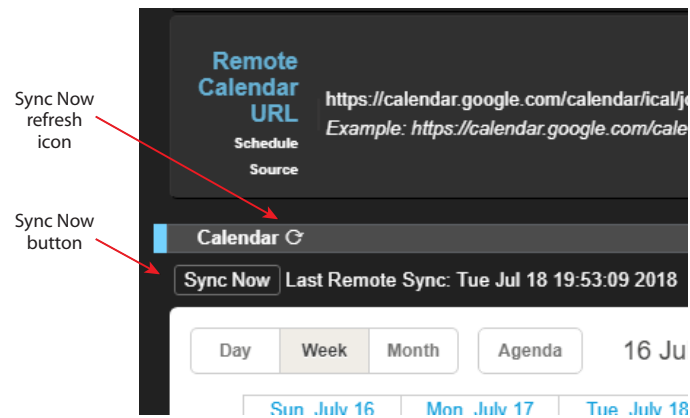 Remote
Calendar
URL
Schedule
Source
https://calendar.google.com/calendar/ical/
Example: https://calendar.google.com/
Sync Now
refresh
icon
Sync Now
button
Calendar
Sync Now Last Remote Sync: Tue Jul 18 19:53:09 2018
Day Week Month Agenda 16
Sun, July 16 Mon, July 17 Tue, July 18